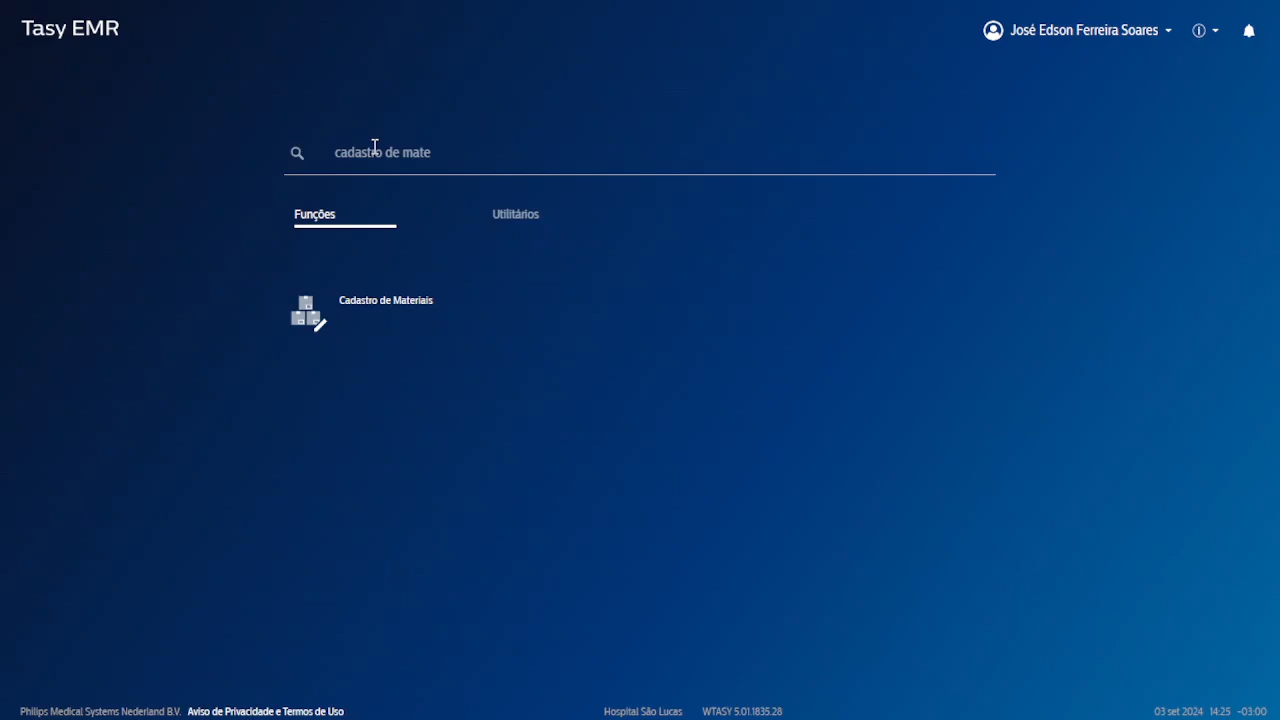 Tasy EMR
José Edson Ferreira Soares
cadastro de mate
Funções
Utilitários
Cadastro de Materiais
Philips Medical Systems Nederland B.V. Aviso de Privacidade e Termos de Uso
Hospital São Lucas
WTASY 5.01.1835.28
03 set 2024 14:25 -03:00